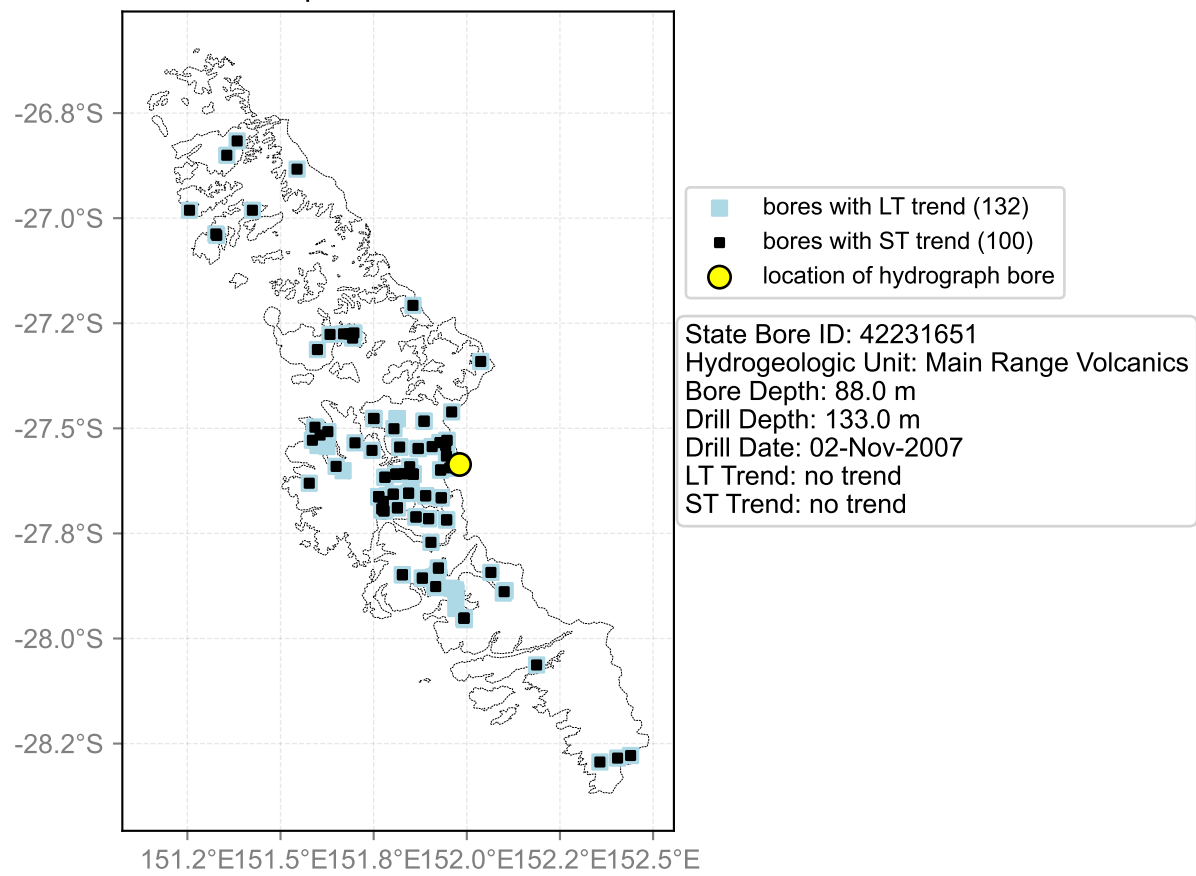 -26.8°S
-27.0°S
-27.2°S
-27.5°S
-27.8°S
-28.0°S
-28.2°S
151.2°E151.5°E151.8°E152.0°E152.2°E152.5°E
bores with LT trend (132)
bores with ST trend (100)
location of hydrograph bore
State Bore ID: 42231651
Hydrogeologic Unit: Main Range Volcanics
Bore Depth: 88.0 m
Drill Depth: 133.0 m
Drill Date: 02-Nov-2007
LT Trend: no trend
ST Trend: no trend